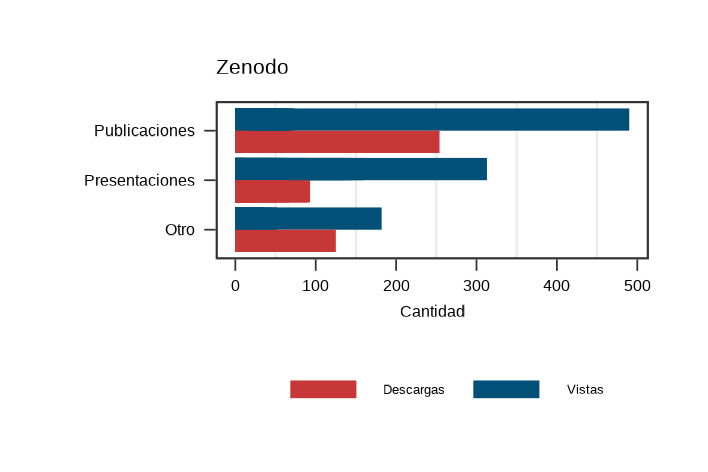 Zenodo
Publicaciones
Presentaciones
Otro
0 100 200 300 400 500
Cantidad
Descargas Vistas